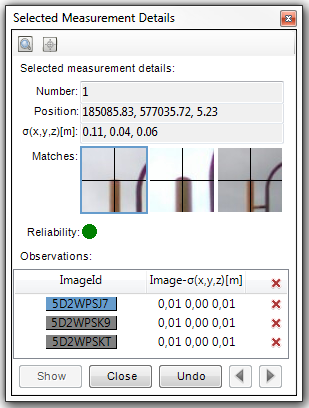 Selected Measurement Details
Selected measurement details:
Number: 1
Position: 185085.83, 577035.72, 5.23
σ(x,y,z)[m]: 0.11, 0.04, 0.06
Matches:
Reliability:
Observations:
ImageId Image-σ(x,y,z)[m]
5D2WPSJ7 0,01 0,00 0,01
5D2WPSK9 0,01 0,00 0,01
5D2WPSKT 0,01 0,00 0,01
Show Close Undo